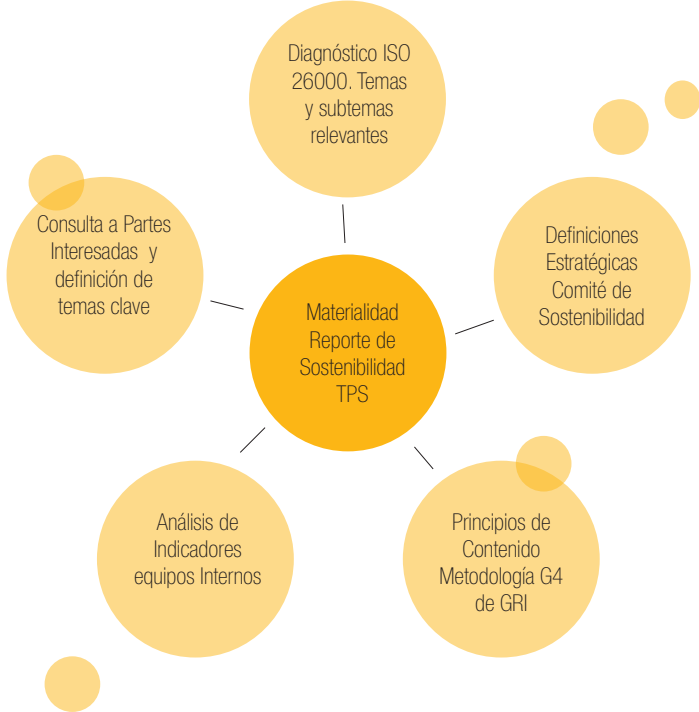 Diagnóstico ISO
26000. Temas
y subtemas
relevantes
Consulta a Partes
Interesadas y
definición de
temas clave
Definiciones
Estratégicas
Comité de
Sostenibilidad
Materialidad
Reporte de
Sostenibilidad
TPS
Análisis de
Indicadores
equipos Internos
Principios de
Contenido
Metodología G4
de GRI